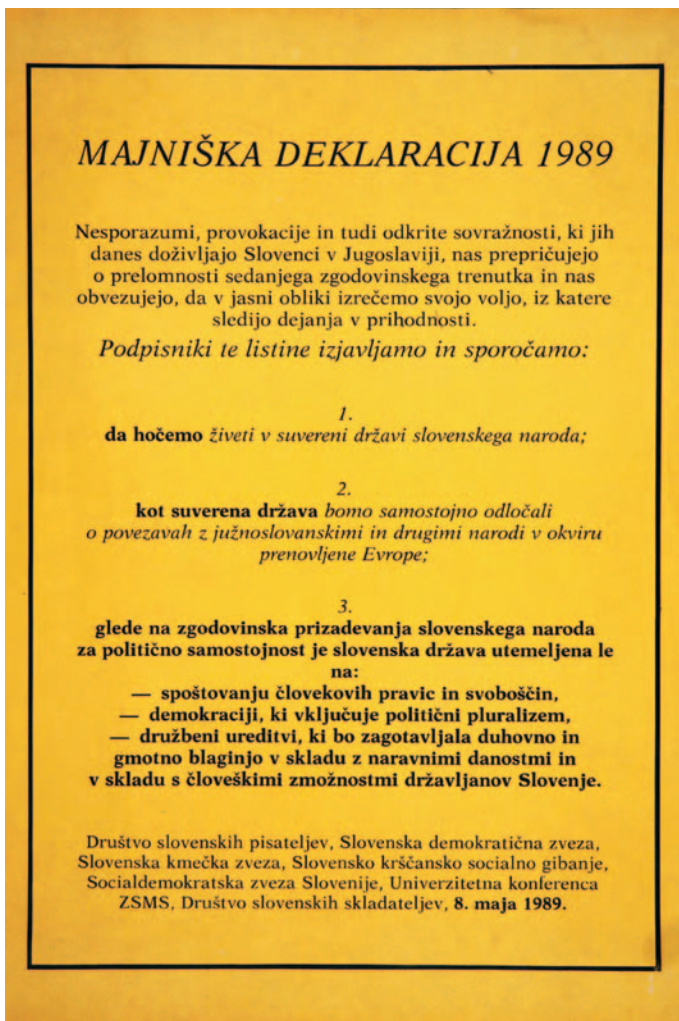 MAJNIŠKA DEKLARACIJA 1989
Nesporazumi, provokacije in tudi odkrite sovražnosti, ki jih
danes doživljajo Slovenci v Jugoslaviji, nas prepričujejo
o prelomnosti sedanjega zgodovinskega trenutka in nas
obvezujejo, da v jasni obliki izrečemo svojo voljo, iz katere
sledijo dejanja v prihodnosti.
Podpisniki te listine izjavljamo in sporočamo:
1.
da hočemo živeti v suvereni državi slovenskega naroda;
2.
kot suverena država bomo samostojno odločali
o povezavah z južnoslovanskimi in drugimi narodi v okviru
prenovljene Evrope;
3.
glede na zgodovinska prizadevanja slovenskega naroda
za politično samostojnost je slovenska država utemeljena le
na:
— spoštovanju človekovih pravic in svoboščin,
— demokraciji, ki vključuje politični pluralizem,
— družbeni ureditvi, ki bo zagotavljala duhovno in
gmotno blaginjo v skladu z naravnimi danostmi in
v skladu s človeškimi zmožnostmi državljanov Slovenje.
Društvo slovenskih pisateljev, Slovenska demokratična zveza,
Slovenska kmečka zveza, Slovensko krščansko socialno gibanje,
Socialdemokratska zveza Slovenije, Univerzitetna konferenca
ZSMS, Društvo slovenskih skladateljev, 8. maja 1989.